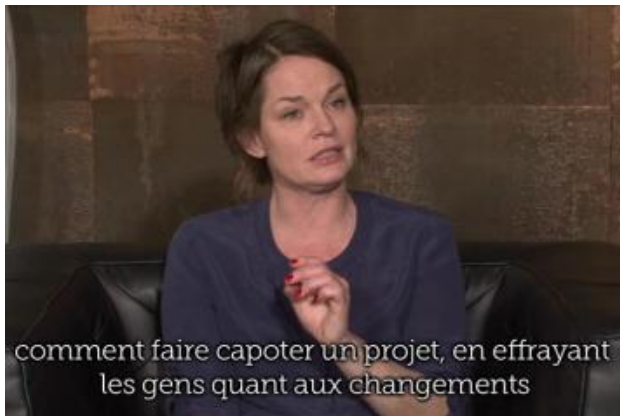 comment faire capoter un projet, en effrayant
les gens quant aux changements